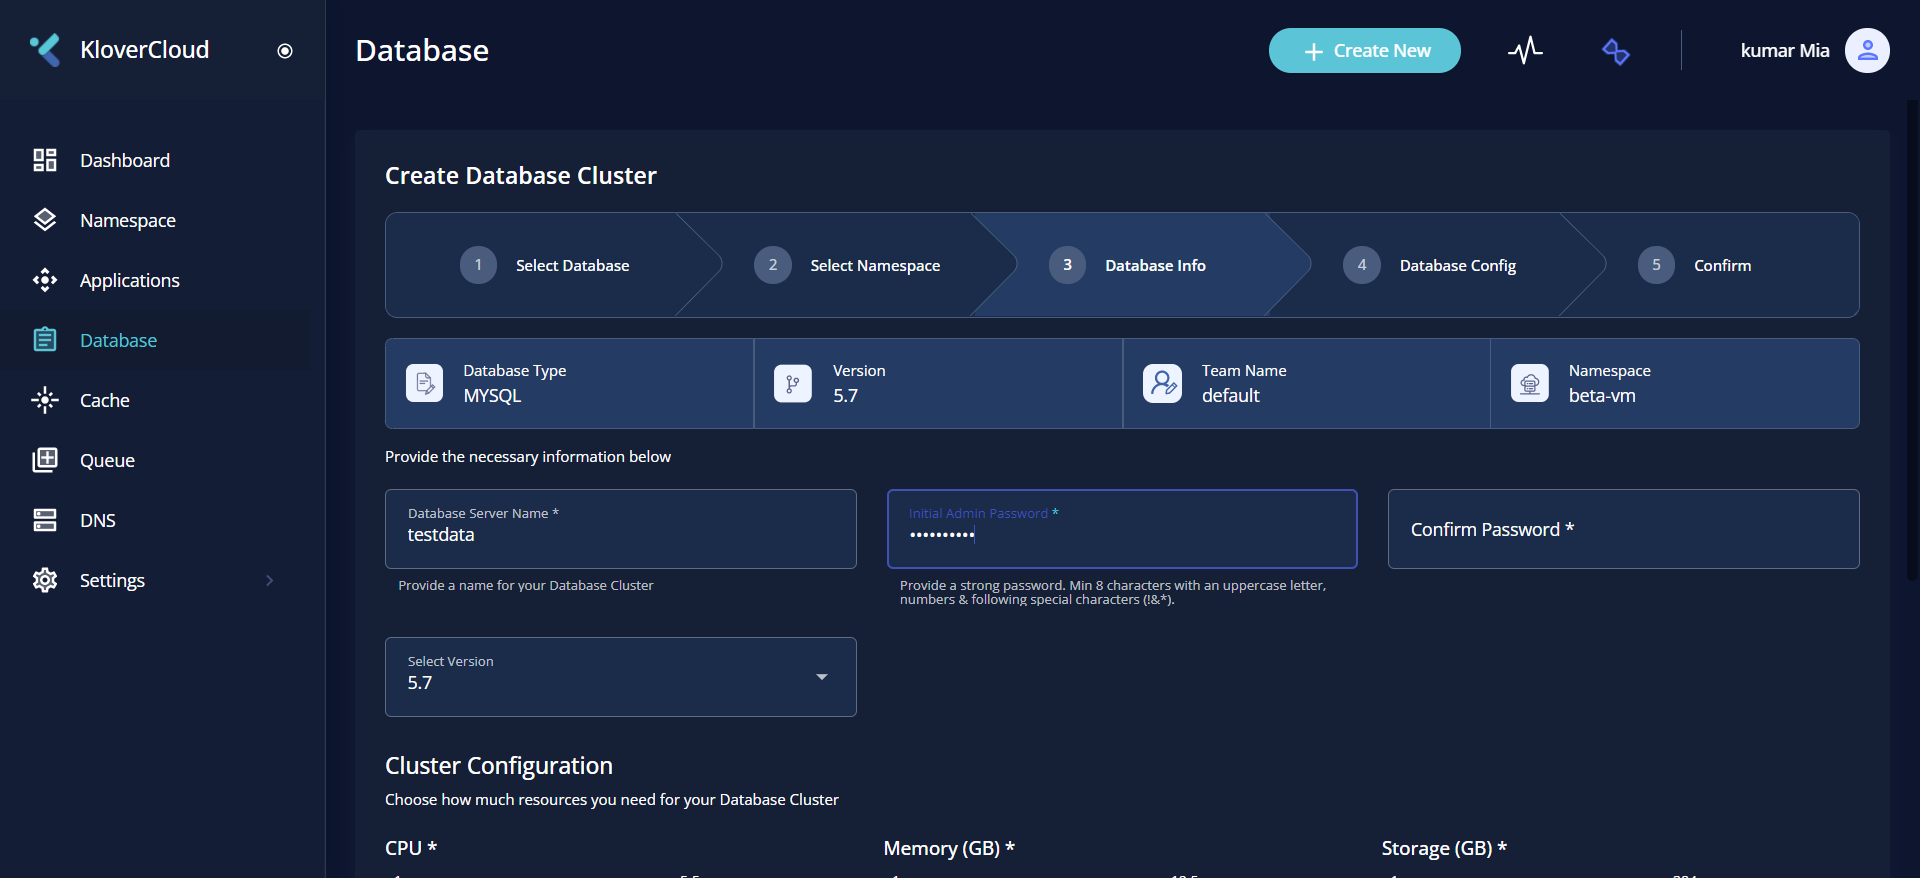 KloverCloud
Database
Create New
kumar Mia
Dashboard
Namespace
Applications
Database
Cache
Queue
DNS
Settings
Create Database Cluster
1 Select Database
2 Select Namespace
3 Database Info
4 Database Config
5 Confirm
Database Type
MYSQL
Version
5.7
Team Name
default
Namespace
beta-vm
Provide the necessary information below
Database Server Name *
testdata
Provide a name for your Database Cluster
Initial Admin Password *
••••••••••
Provide a strong password. Min 8 characters with an uppercase letter,
numbers & following special characters (!&*).
Confirm Password *
Select Version
5.7
Cluster Configuration
Choose how much resources you need for your Database Cluster
CPU *
Memory (GB) *
Storage (GB) *